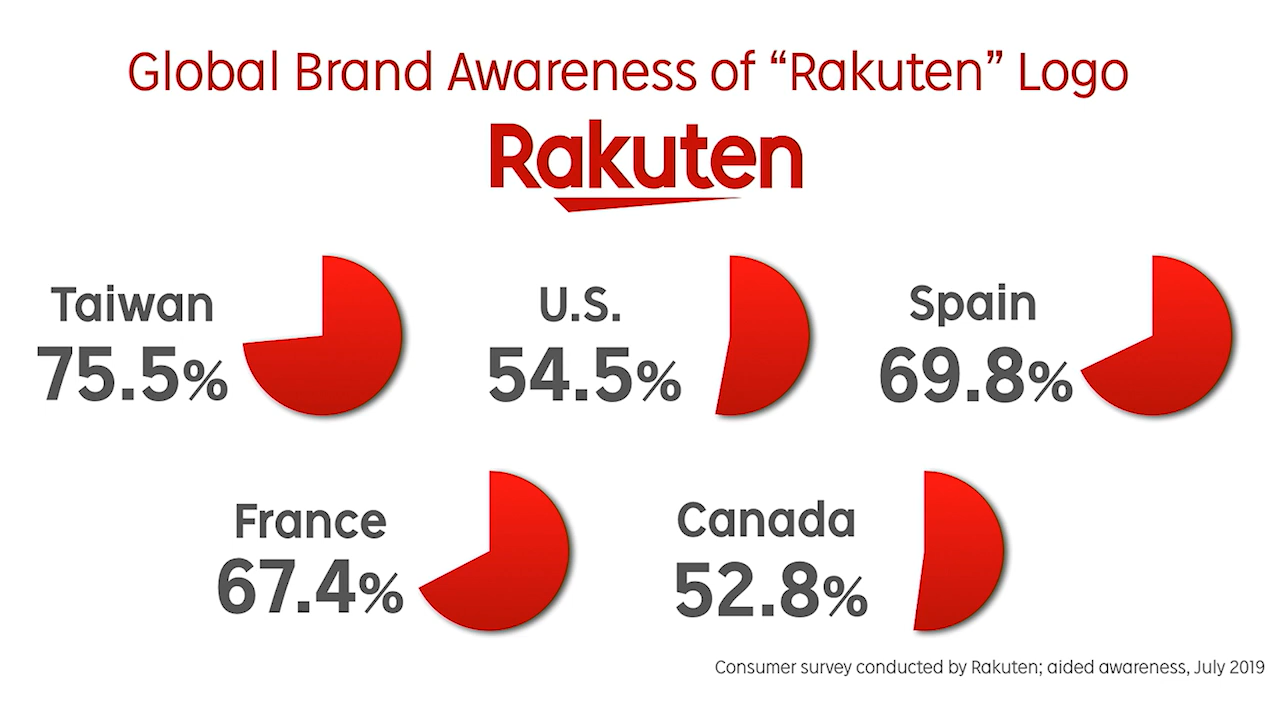 Global Brand Awareness of “Rakuten” Logo
Rakuten
Taiwan
75.5%
U.S.
54.5%
Spain
69.8%
France
67.4%
Canada
52.8%
Consumer survey conducted by Rakuten; aided awareness, July 2019